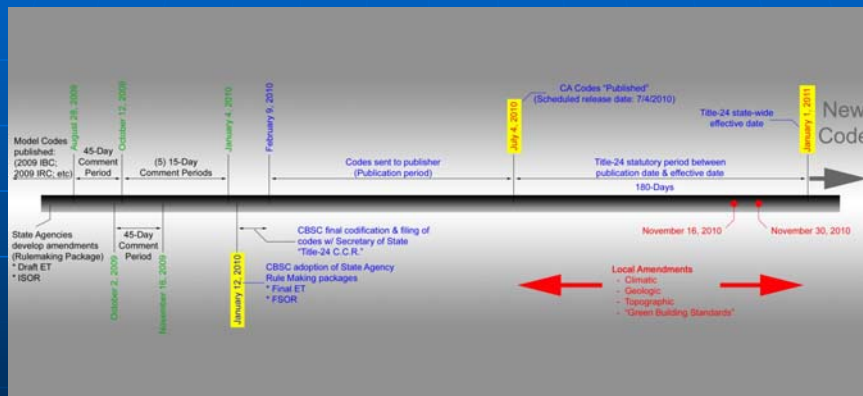 August 28, 2009
October 12, 2009
January 4, 2010
February 9, 2010
July 4, 2010
January 1, 2011
CA Codes "Published"
(Scheduled release date: 7/4/2010)
Title-24 state-wide
effective date
New
Code
Model Codes
published:
(2009 IBC;
2009 IRC; etc)
45-Day
Comment
Period
(5) 15-Day
Comment Periods
Codes sent to publisher
(Publication period)
Title-24 statutory period between
publication date & effective date
180-Days
State Agencies
develop amendments
(Rulemaking Package)
* Draft ET
* ISOR
October 2, 2009
45-Day
Comment
Period
November 16, 2009
January 12, 2010
CBSC final codification & filing of
codes w/ Secretary of State
"Title-24 C.C.R."
CBSC adoption of State Agency
Rule Making packages
* Final ET
* FSOR
November 16, 2010
November 30, 2010
Local Amendments
- Climatic
- Geologic
- Topographic
- "Green Building Standards"